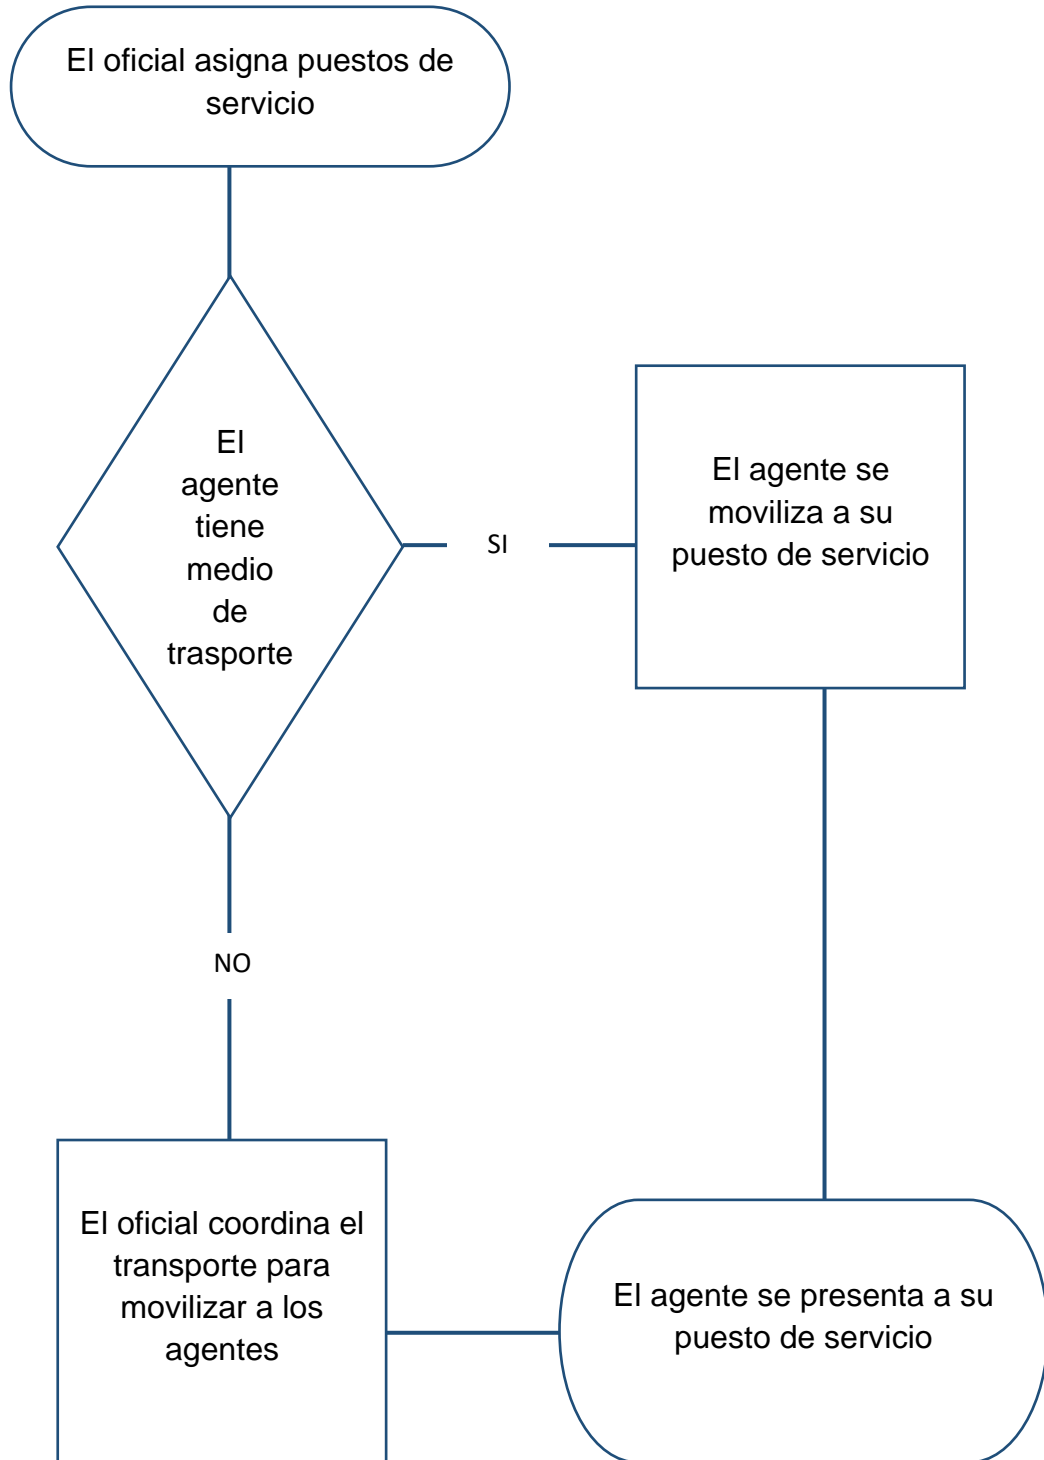 El oficial asigna puestos de
servicio
El
agente
tiene
medio
de
trasporte
SI
El agente se
moviliza a su
puesto de servicio
NO
El oficial coordina el
transporte para
movilizar a los
agentes
El agente se presenta a su
puesto de servicio